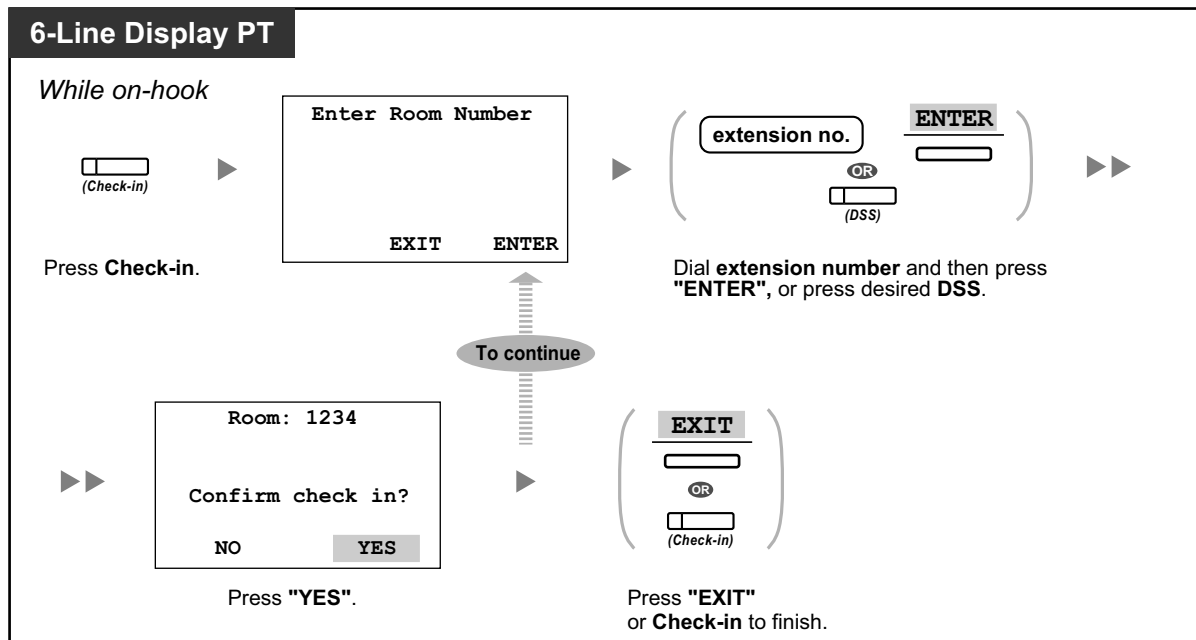 6-Line Display PT
While on-hook
(Check-in)
Press Check-in.
Enter Room Number
EXIT ENTER
extension no.
OR
(DSS)
ENTER
Dial extension number and then press
"ENTER", or press desired DSS.
To continue
Room: 1234
Confirm check in?
NO YES
Press "YES".
EXIT
OR
(Check-in)
Press "EXIT"
or Check-in to finish.